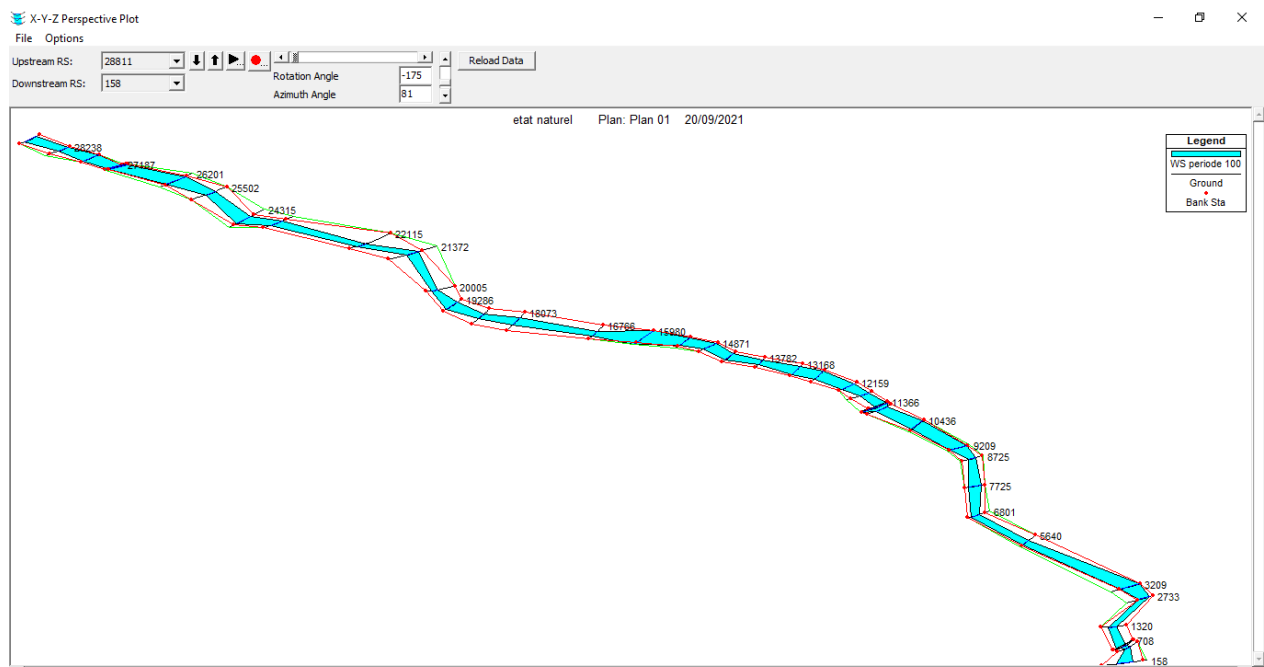 X-Y-Z Perspective Plot
File Options
Upstream RS: 28811
Downstream RS: 158
Rotation Angle -175
Azimuth Angle 81
Reload Data
etat naturel Plan: Plan 01 20/09/2021
Legend
WS periode 100
Ground
Bank Sta
28238
27187
26201
25502
24315
22115
21372
20005
19286
18073
16766
15980
14871
13782
13168
12159
11366
10436
9209
8725
7725
6801
5640
3209
2733
1320
708
158